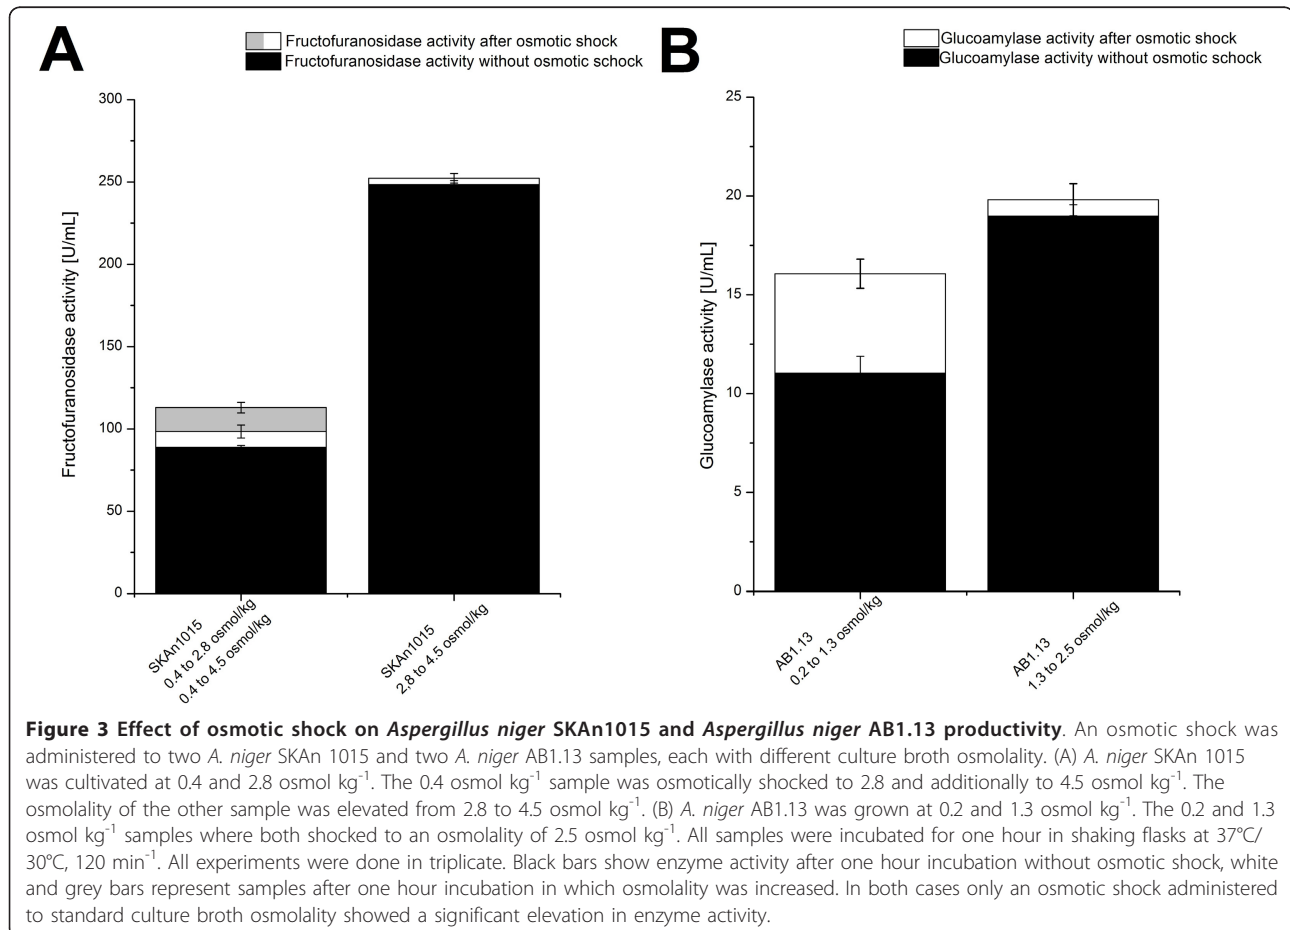 A
Fructofuranosidase activity after osmotic shock
Fructofuranosidase activity without osmotic schock
Fructofuranosidase activity [U/mL]
300
250
200
150
100
50
0
SKAn1015
0.4 to 2.8 osmol/kg
0.4 to 4.5 osmol/kg
SKAn1015
2,8 to 4.5 osmol/kg
B
Glucoamylase activity after osmotic shock
Glucoamylase activity without osmotic schock
Glucoamylase activity [U/mL]
25
20
15
10
5
0
AB1.13
0.2 to 1.3 osmol/kg
AB1.13
1.3 to 2.5 osmol/kg
Figure 3 Effect of osmotic shock on Aspergillus niger SKAn1015 and Aspergillus niger AB1.13 productivity. An osmotic shock was
administered to two A. niger SKAn 1015 and two A. niger AB1.13 samples, each with different culture broth osmolality. (A) A. niger SKAn 1015
was cultivated at 0.4 and 2.8 osmol kg⁻¹. The 0.4 osmol kg⁻¹ sample was osmotically shocked to 2.8 and additionally to 4.5 osmol kg⁻¹. The
osmolality of the other sample was elevated from 2.8 to 4.5 osmol kg⁻¹. (B) A. niger AB1.13 was grown at 0.2 and 1.3 osmol kg⁻¹. The 0.2 and 1.3
osmol kg⁻¹ samples where both shocked to an osmolality of 2.5 osmol kg⁻¹. All samples were incubated for one hour in shaking flasks at 37°C/
30°C, 120 min⁻¹. All experiments were done in triplicate. Black bars show enzyme activity after one hour incubation without osmotic shock, white
and grey bars represent samples after one hour incubation in which osmolality was increased. In both cases only an osmotic shock administered
to standard culture broth osmolality showed a significant elevation in enzyme activity.